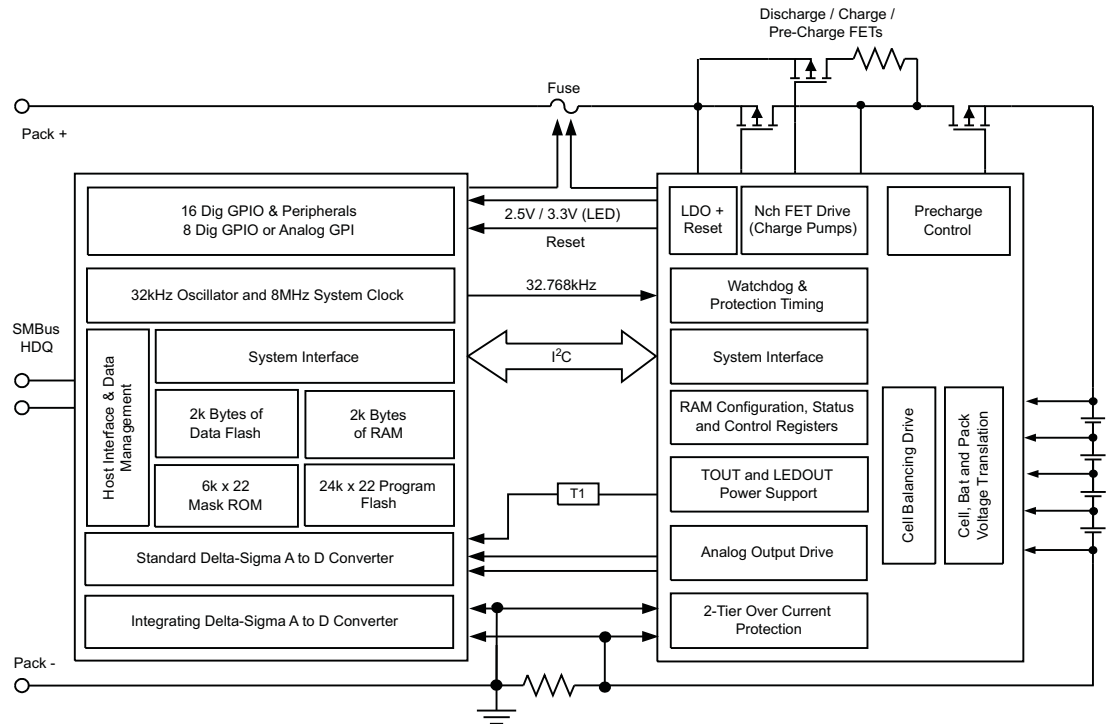 Discharge / Charge /
Pre-Charge FETs
Fuse
Pack +
16 Dig GPIO & Peripherals
8 Dig GPIO or Analog GPI
2.5V / 3.3V (LED)
Reset
LDO +
Reset
Nch FET Drive
(Charge Pumps)
Precharge
Control
32kHz Oscillator and 8MHz System Clock
32.768kHz
Watchdog &
Protection Timing
SMBus
HDQ
Host Interface & Data
Management
System Interface
I²C
System Interface
2k Bytes of
Data Flash
2k Bytes
of RAM
RAM Configuration, Status
and Control Registers
6k x 22
Mask ROM
24k x 22 Program
Flash
T1
TOUT and LEDOUT
Power Support
Cell Balancing Drive
Cell, Bat and Pack
Voltage Translation
Standard Delta-Sigma A to D Converter
Analog Output Drive
Integrating Delta-Sigma A to D Converter
2-Tier Over Current
Protection
Pack -